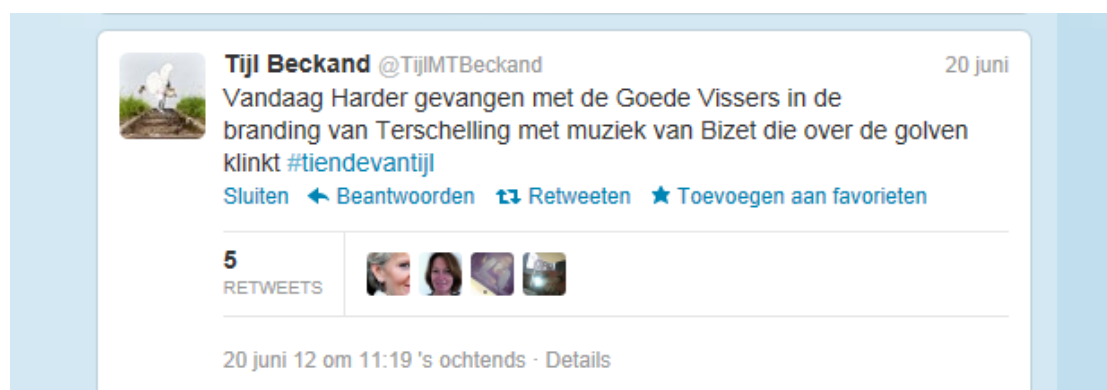 Tijl Beckand @TijlMTBeckand 20 juni
Vandaag Harder gevangen met de Goede Vissers in de
branding van Terschelling met muziek van Bizet die over de golven
klinkt #tiendevantijl
Sluiten Beantwoorden Retweeten Toevoegen aan favorieten
5
RETWEETS
20 juni 12 om 11:19 's ochtends · Details